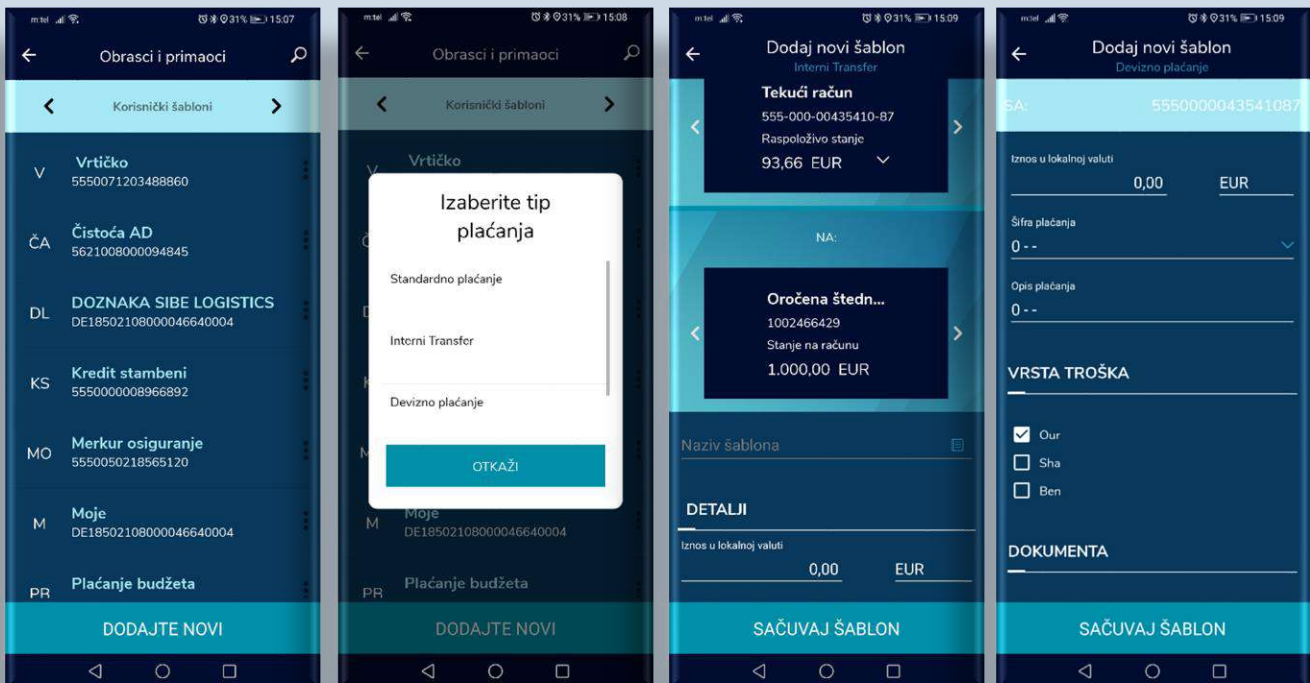 m:tel 31% 15:07
Obrasci i primaoci
Korisnički šabloni
V Vrtičko
5550071203488860
ČA Čistoća AD
5621008000094845
DL DOZNAKA SIBE LOGISTICS
DE18502108000046640004
KS Kredit stambeni
5550000008966892
MO Merkur osiguranje
5550050218565120
M Moje
DE18502108000046640004
PB Plaćanje budžeta
DODAJTE NOVI
m:tel 31% 15:08
Obrasci i primaoci
Korisnički šabloni
V Vrtičko
Izaberite tip
plaćanja
Standardno plaćanje
Interni Transfer
Devizno plaćanje
OTKAŽI
M Moje
DE18502108000046640004
PB Plaćanje budžeta
DODAJTE NOVI
m:tel 31% 15:09
Dodaj novi šablon
Interni Transfer
Tekući račun
555-000-00435410-87
Raspoloživo stanje
93,66 EUR
NA:
Oročena štedn...
1002466429
Stanje na računu
1.000,00 EUR
Naziv šablona
DETALJI
Iznos u lokalnoj valuti
0,00 EUR
SAČUVAJ ŠABLON
m:tel 31% 15:09
Dodaj novi šablon
Devizno plaćanje
SA: 5550000043541087
Iznos u lokalnoj valuti
0,00 EUR
Šifra plaćanja
0 - -
Opis plaćanja
0 - -
VRSTA TROŠKA
Our
Sha
Ben
DOKUMENTA
SAČUVAJ ŠABLON